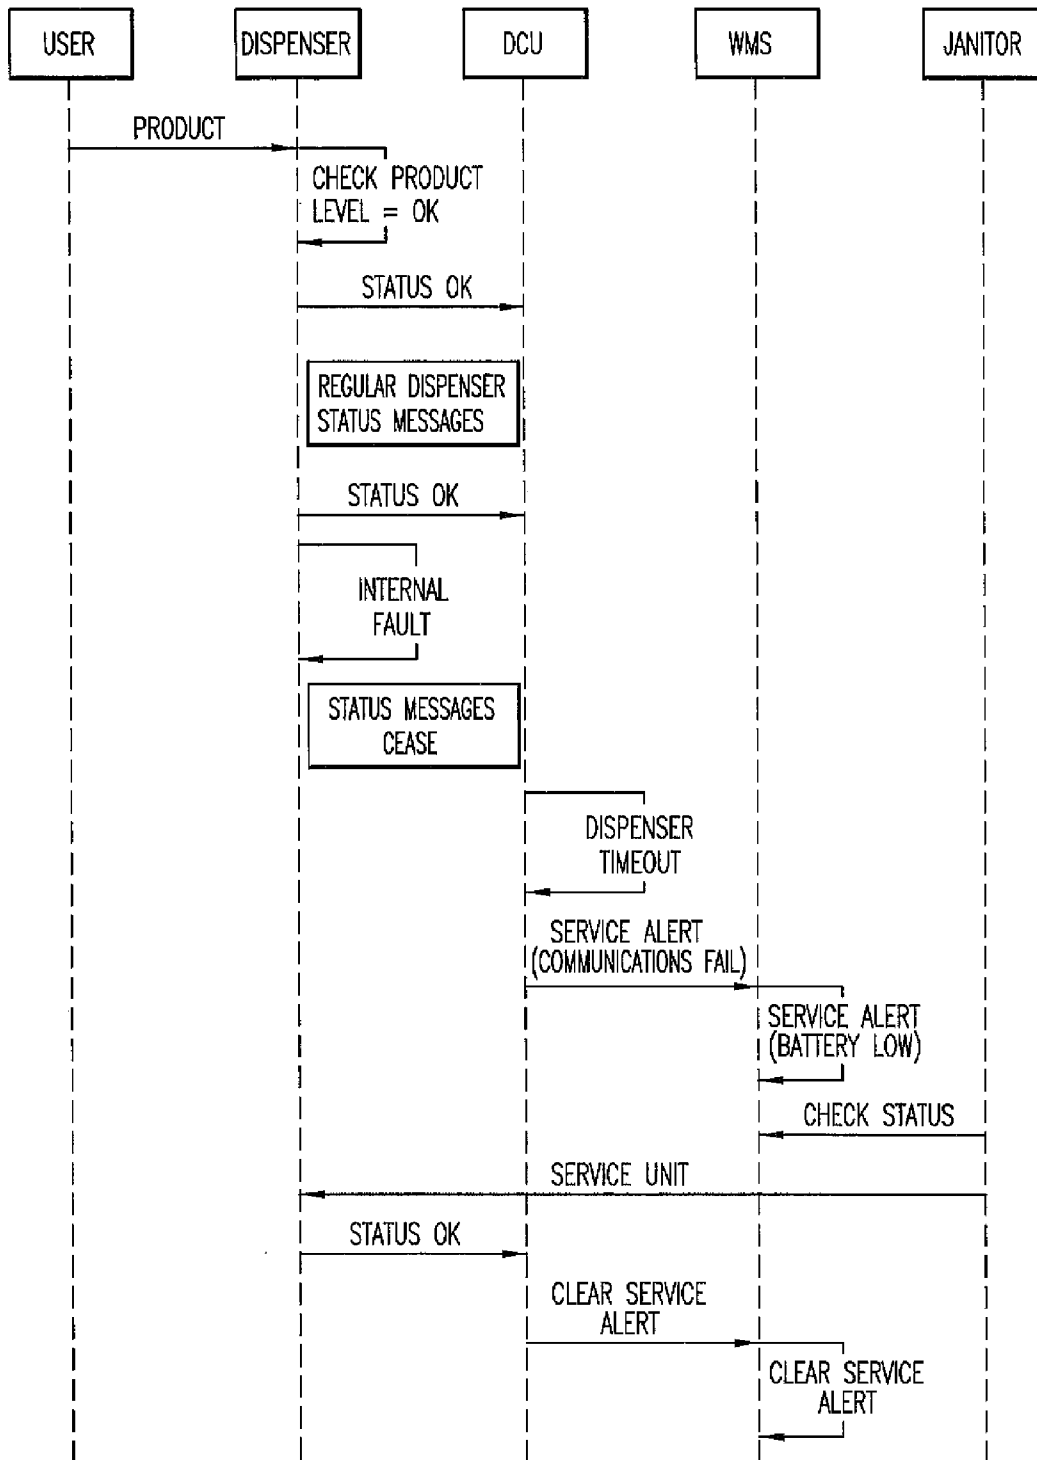 USER
DISPENSER
DCU
WMS
JANITOR
PRODUCT
CHECK PRODUCT
LEVEL = OK
STATUS OK
REGULAR DISPENSER
STATUS MESSAGES
STATUS OK
INTERNAL
FAULT
STATUS MESSAGES
CEASE
DISPENSER
TIMEOUT
SERVICE ALERT
(COMMUNICATIONS FAIL)
SERVICE ALERT
(BATTERY LOW)
CHECK STATUS
SERVICE UNIT
STATUS OK
CLEAR SERVICE
ALERT
CLEAR SERVICE
ALERT